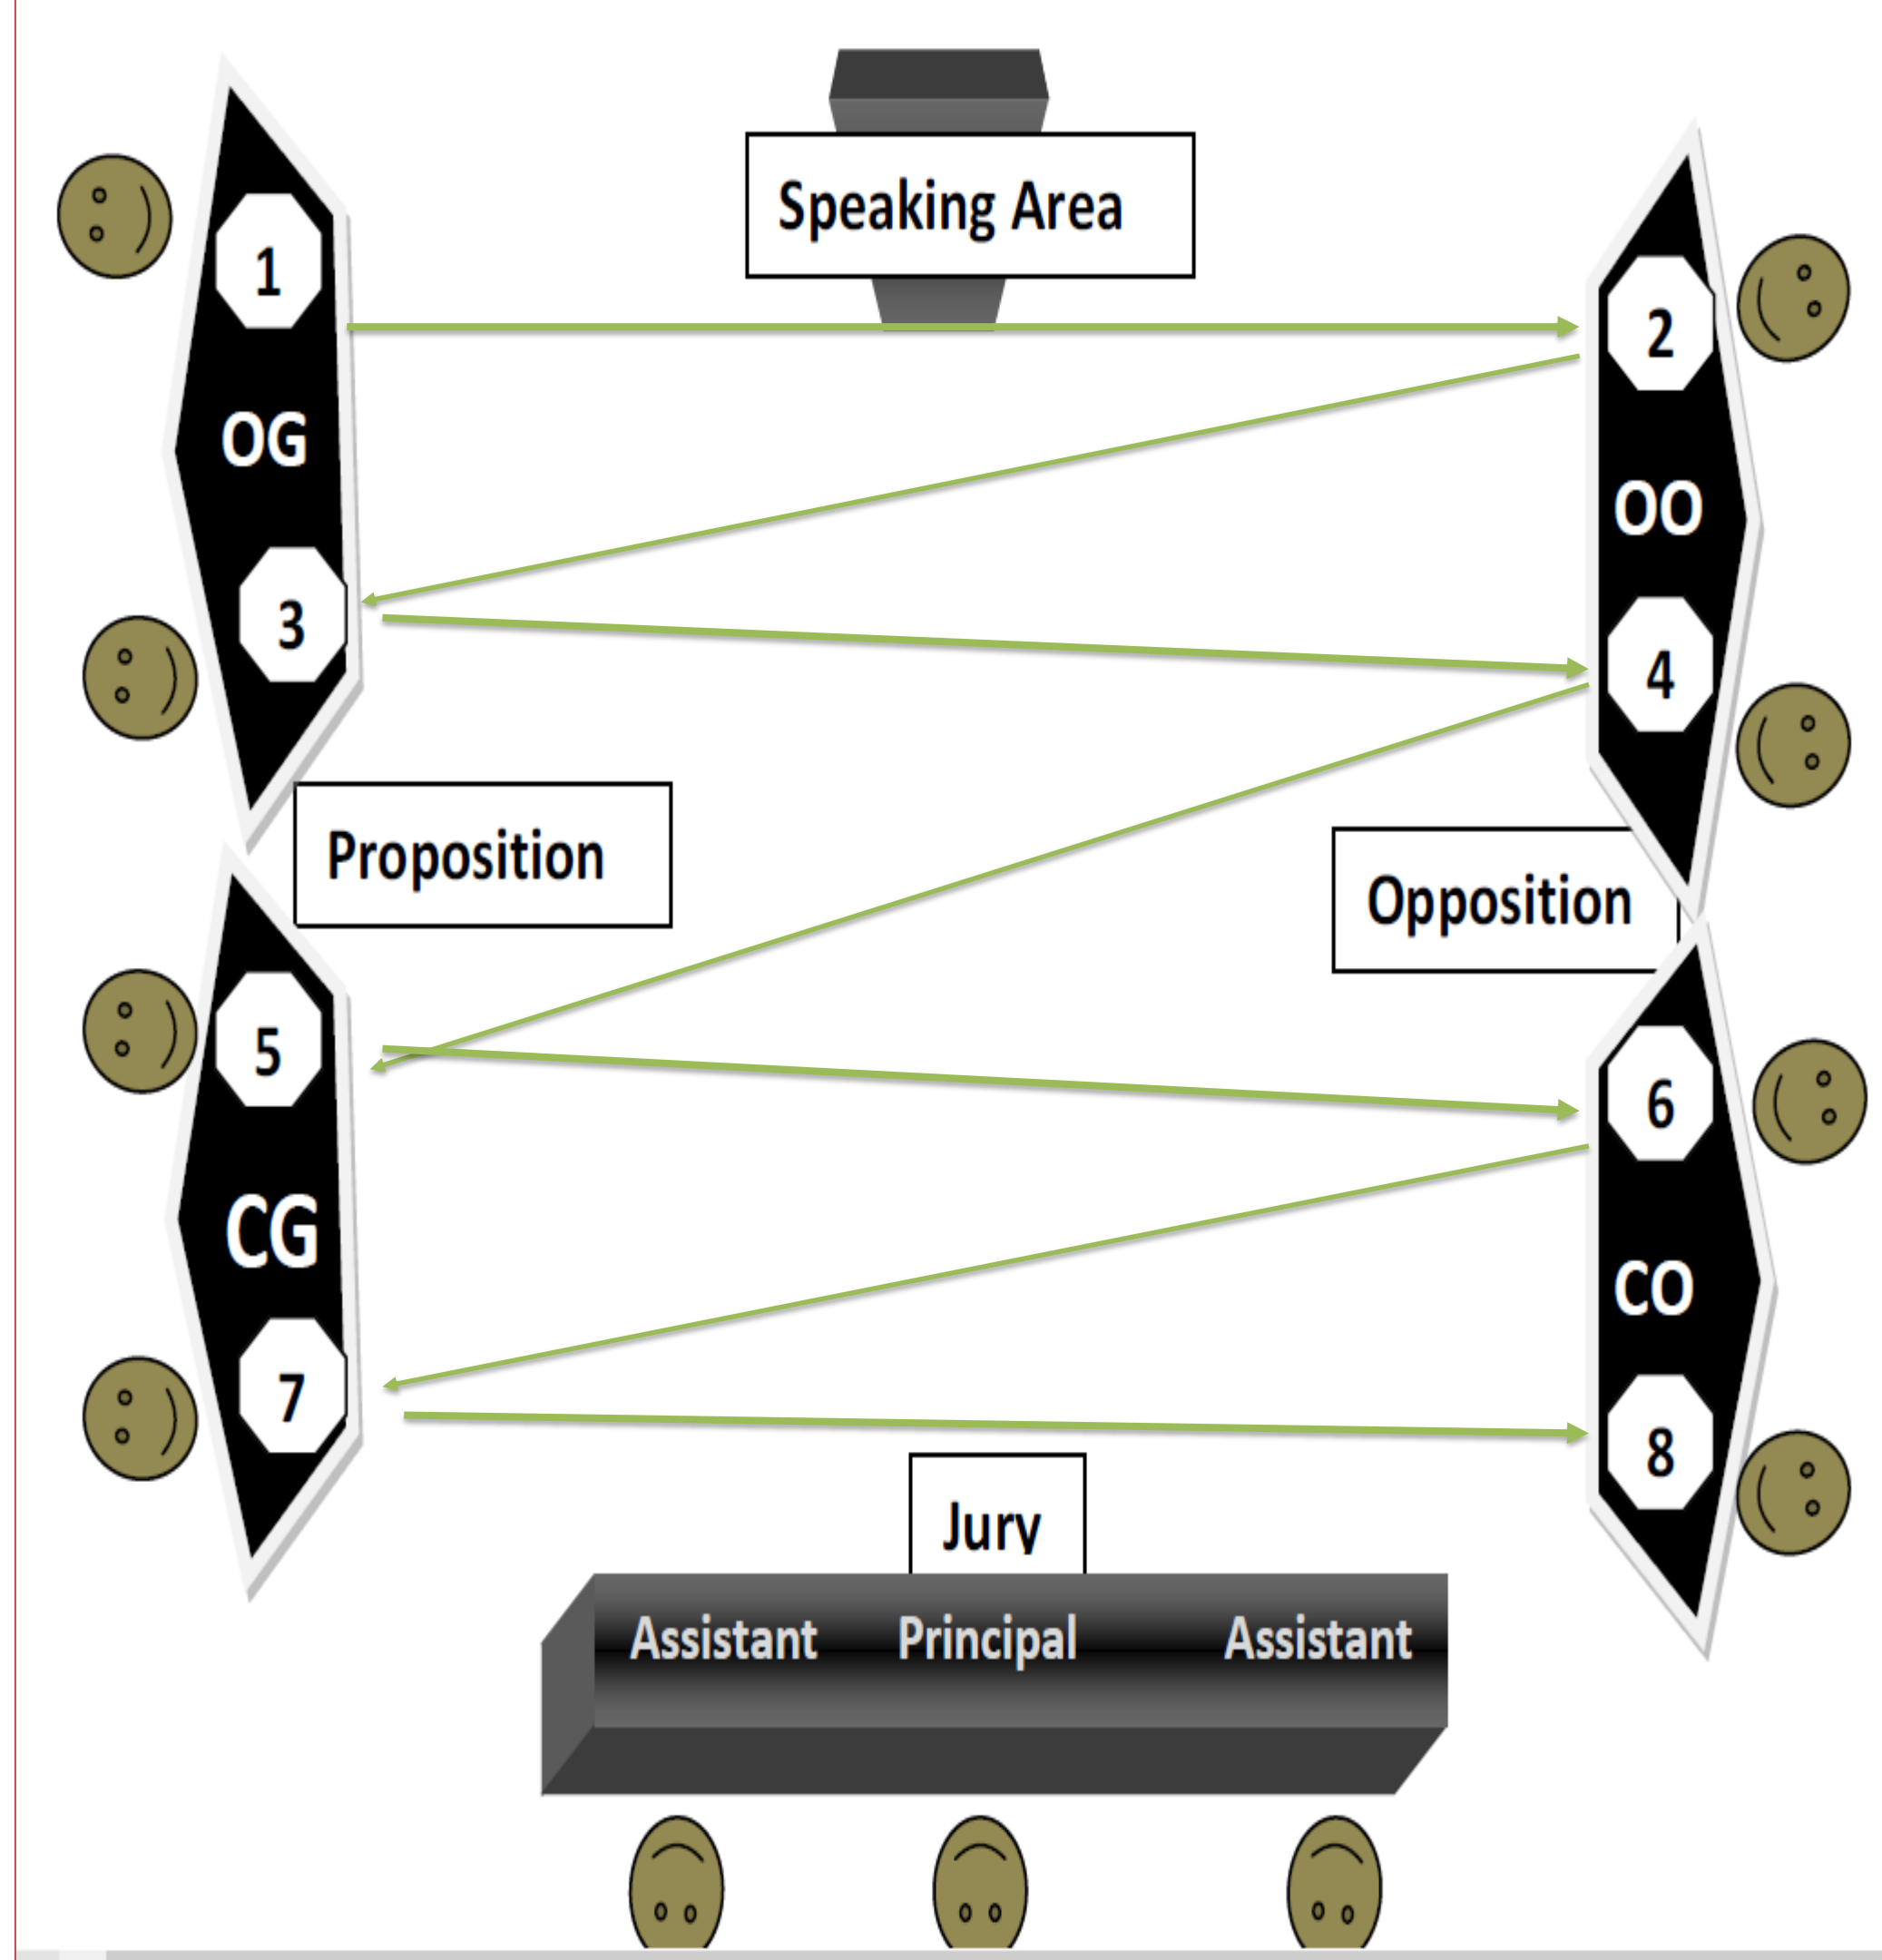 Speaking Area
1
2
OG
OO
3
4
Proposition
Opposition
5
6
CG
CO
7
8
Jury
Assistant Principal Assistant